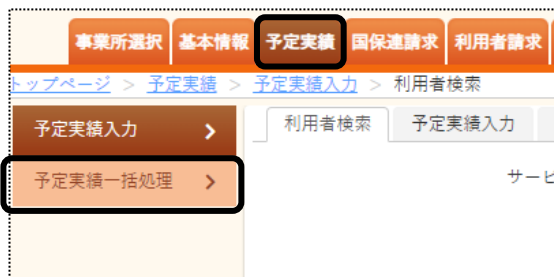 事業所選択 基本情報 予定実績 国保連請求 利用者請求
トップページ > 予定実績 > 予定実績入力 > 利用者検索
予定実績入力 > 利用者検索 予定実績入力
予定実績一括処理 > サービ